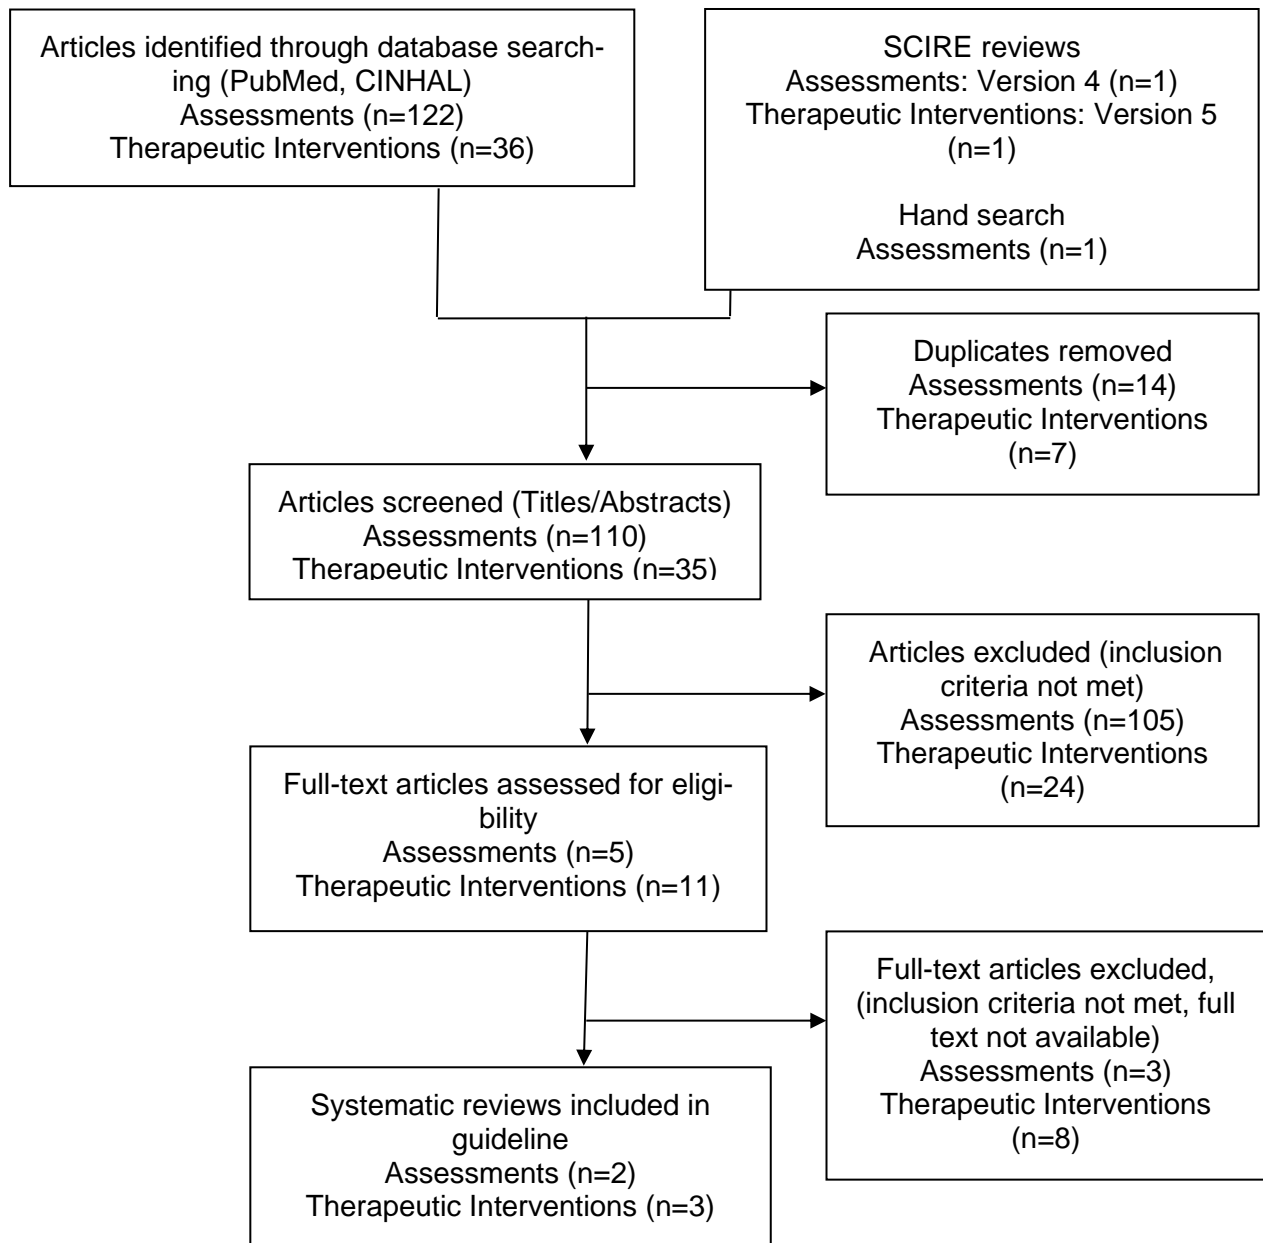 Articles identified through database search-
ing (PubMed, CINHAL)
Assessments (n=122)
Therapeutic Interventions (n=36)
SCIRE reviews
Assessments: Version 4 (n=1)
Therapeutic Interventions: Version 5
(n=1)
Hand search
Assessments (n=1)
Duplicates removed
Assessments (n=14)
Therapeutic Interventions
(n=7)
Articles screened (Titles/Abstracts)
Assessments (n=110)
Therapeutic Interventions (n=35)
Articles excluded (inclusion
criteria not met)
Assessments (n=105)
Therapeutic Interventions
(n=24)
Full-text articles assessed for eligi-
bility
Assessments (n=5)
Therapeutic Interventions (n=11)
Full-text articles excluded,
(inclusion criteria not met, full
text not available)
Assessments (n=3)
Therapeutic Interventions
(n=8)
Systematic reviews included in
guideline
Assessments (n=2)
Therapeutic Interventions (n=3)